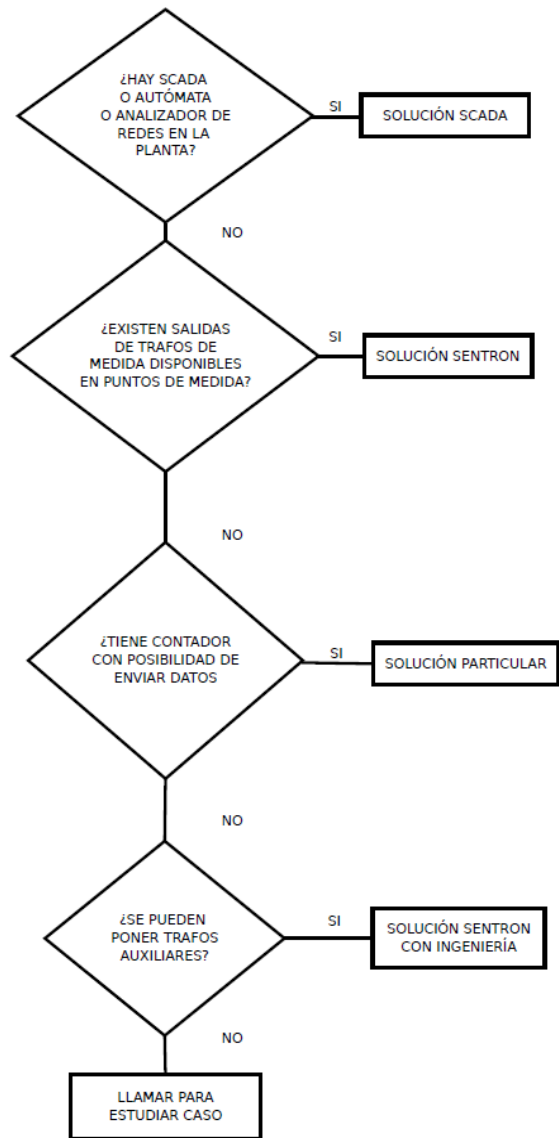 ¿HAY SCADA
O AUTÓMATA
O ANALIZADOR DE
REDES EN LA
PLANTA?
SI
SOLUCIÓN SCADA
NO
¿EXISTEN SALIDAS
DE TRAFOS DE
MEDIDA DISPONIBLES
EN PUNTOS DE MEDIDA?
SI
SOLUCIÓN SENTRON
NO
¿TIENE CONTADOR
CON POSIBILIDAD DE
ENVIAR DATOS
SI
SOLUCIÓN PARTICULAR
NO
¿SE PUEDEN
PONER TRAFOS
AUXILIARES?
SI
SOLUCIÓN SENTRON
CON INGENIERÍA
NO
LLAMAR PARA
ESTUDIAR CASO